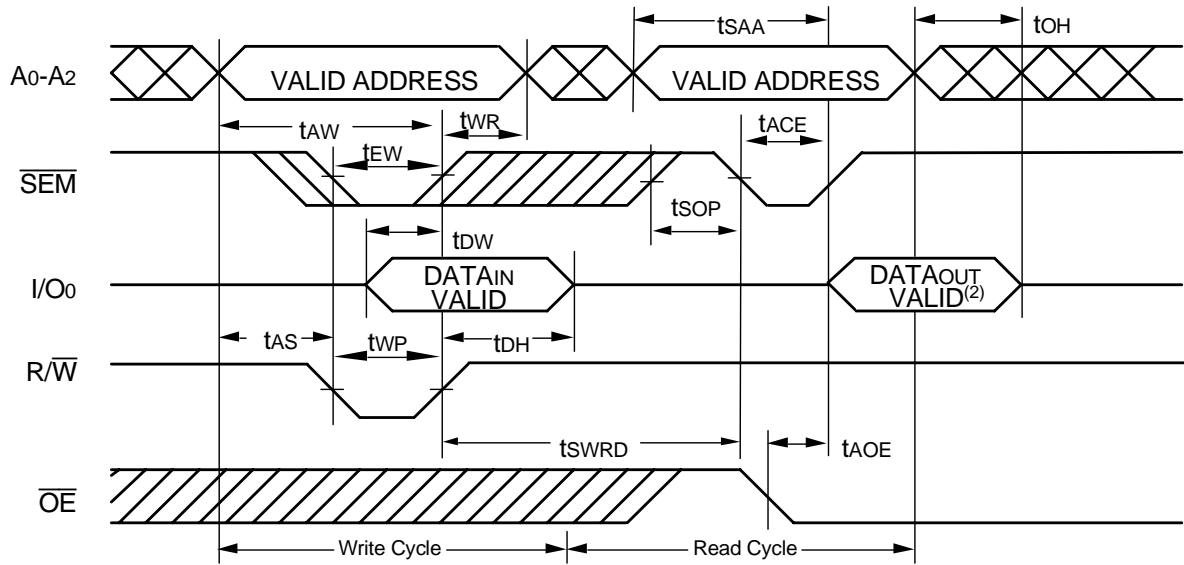 tSAA
tOH
A0-A2
VALID ADDRESS
VALID ADDRESS
tAW
tWR
tACE
tEW
SEM
tSOP
tDW
I/O0
DATAIN
VALID
DATAOUT
VALID(2)
tAS
tWP
tDH
R/W
tSWRD
tAOE
OE
Write Cycle
Read Cycle